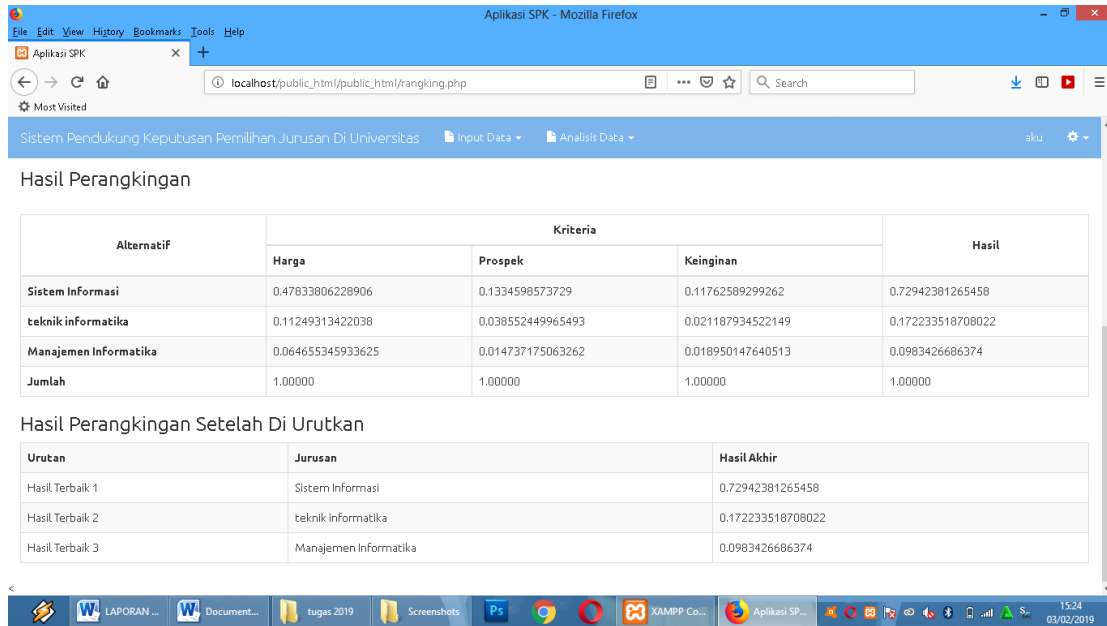 Aplikasi SPK - Mozilla Firefox
File Edit View History Bookmarks Tools Help
Aplikasi SPK
localhost/public_html/public_html/rangking.php
Search
Most Visited
Sistem Pendukung Keputusan Pemilihan Jurusan Di Universitas Input Data Analisis Data aku
Hasil Perangkingan
Alternatif Kriteria Hasil
Harga Prospek Keinginan
Sistem Informasi 0.47833806228906 0.1334598573729 0.11762589299262 0.72942381265458
teknik informatika 0.11249313422038 0.038552449965493 0.021187934522149 0.172233518708022
Manajemen Informatika 0.064655345933625 0.014737175063262 0.018950147640513 0.0983426686374
Jumlah 1.00000 1.00000 1.00000 1.00000
Hasil Perangkingan Setelah Di Urutkan
Urutan Jurusan Hasil Akhir
Hasil Terbaik 1 Sistem Informasi 0.72942381265458
Hasil Terbaik 2 teknik informatika 0.172233518708022
Hasil Terbaik 3 Manajemen Informatika 0.0983426686374
LAPORAN ... Document... tugas 2019 Screenshots Ps XAMPP Co... Aplikasi SP... S... 15:24
03/02/2019